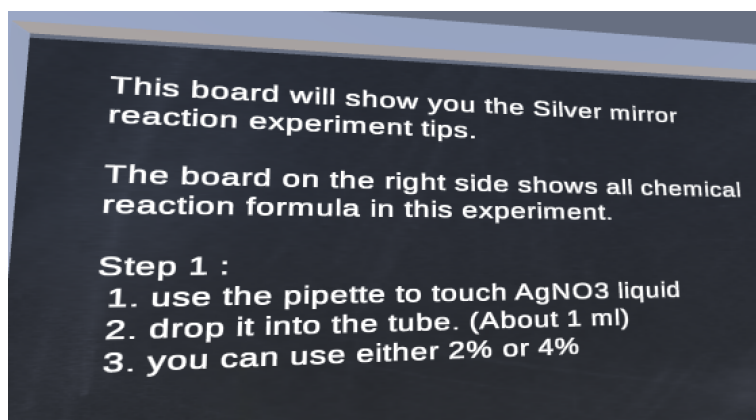 This board will show you the Silver mirror
reaction experiment tips.
The board on the right side shows all chemical
reaction formula in this experiment.
Step 1 :
1. use the pipette to touch AgNO3 liquid
2. drop it into the tube. (About 1 ml)
3. you can use either 2% or 4%